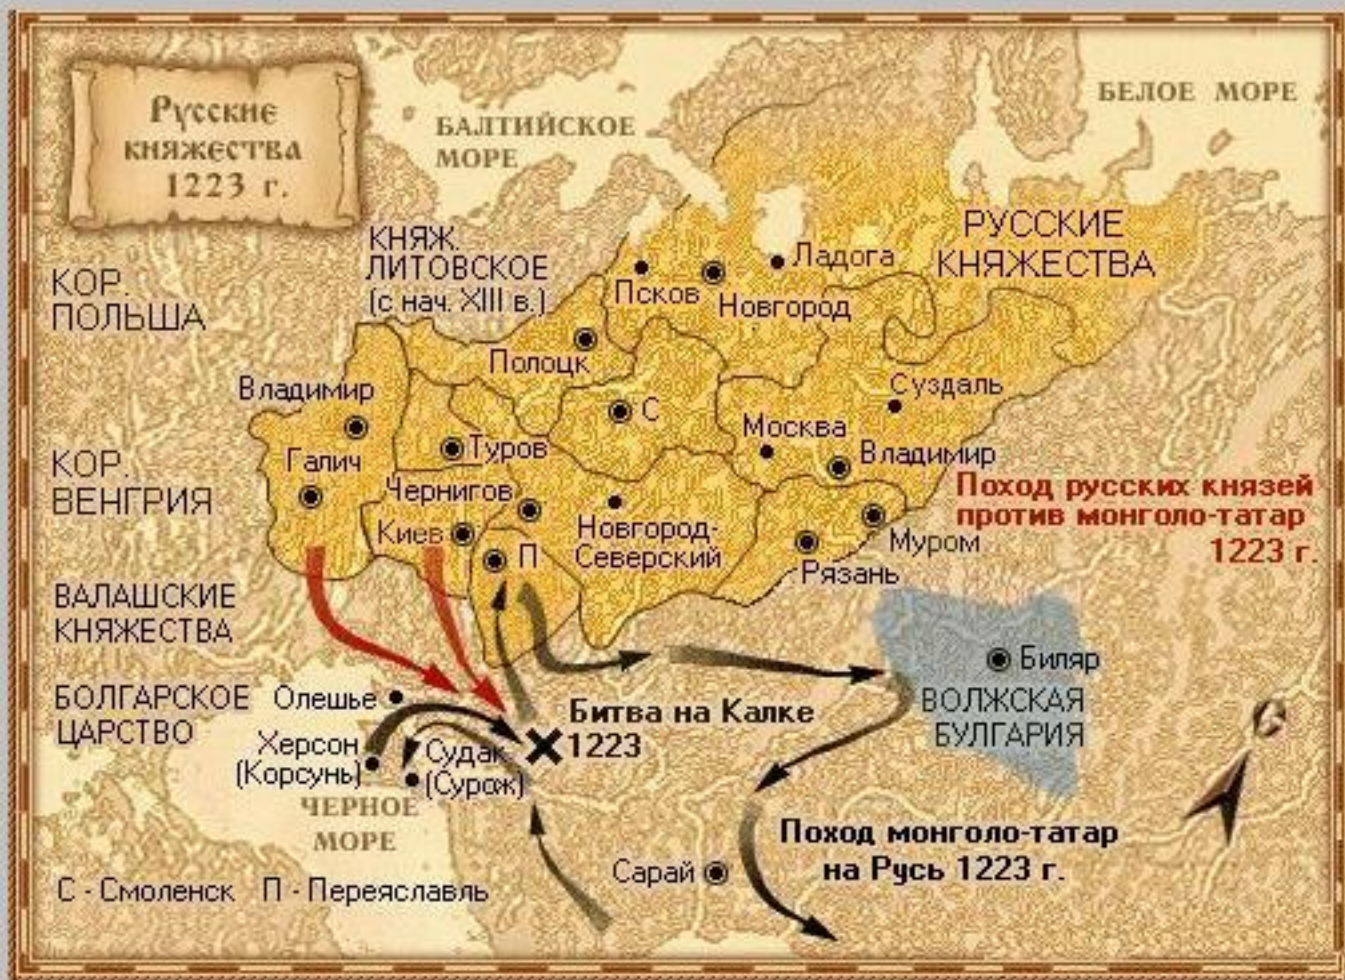 Русские
княжества
1223 г.
БАЛТИЙСКОЕ
МОРЕ
БЕЛОЕ МОРЕ
РУССКИЕ
КНЯЖЕСТВА
КНЯЖ.
ЛИТОВСКОЕ
(с нач. XIII в.)
КОР.
ПОЛЬША
Ладога
Псков
Новгород
Полоцк
Владимир
Суздаль
С
Москва
Туров
Галич
Владимир
КОР.
ВЕНГРИЯ
Чернигов
Киев
Новгород-
Северский
П
Муром
Рязань
Поход русских князей
против монголо-татар
1223 г.
ВАЛАШСКИЕ
КНЯЖЕСТВА
Биляр
ВОЛЖСКАЯ
БУЛГАРИЯ
БОЛГАРСКОЕ
ЦАРСТВО
Олешье
Битва на Калке
1223
Херсон
(Корсунь)
Судак
(Сурож)
С
ЧЕРНОЕ
МОРЕ
Поход монголо-татар
на Русь 1223 г.
Сарай
С - Смоленск П - Переяславль